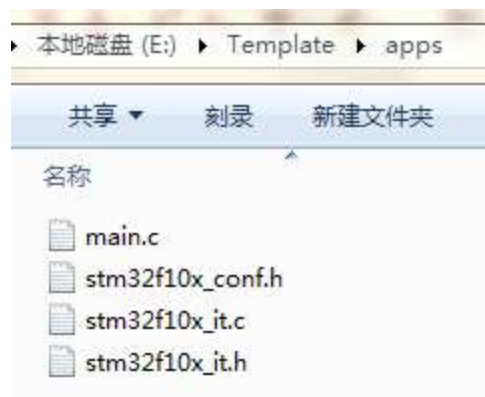 本地磁盘 (E:) ▸ Template ▸ apps
共享 ▼ 刻录 新建文件夹
名称
main.c
stm32f10x_conf.h
stm32f10x_it.c
stm32f10x_it.h